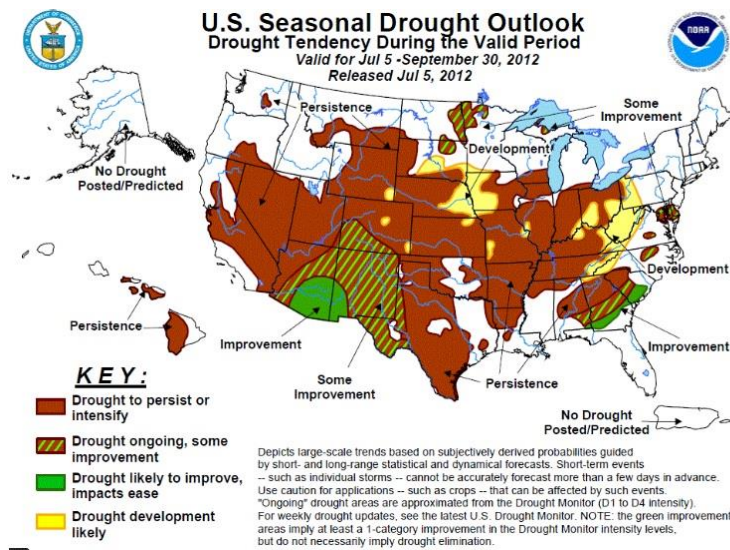 U.S. Seasonal Drought Outlook
Drought Tendency During the Valid Period
Valid for Jul 5 -September 30, 2012
Released Jul 5, 2012
NOAA
Persistence
Some
Improvement
Development
No Drought
Posted/Predicted
Development
Persistence
Improvement
Some
Improvement
Persistence
Improvement
No Drought
Posted/Predicted
KEY:
Drought to persist or
intensify
Drought ongoing, some
improvement
Drought likely to improve,
impacts ease
Drought development
likely
Depicts large-scale trends based on subjectively derived probabilities guided
by short- and long-range statistical and dynamical forecasts. Short-term events
-- such as individual storms -- cannot be accurately forecast more than a few days in advance.
Use caution for applications -- such as crops -- that can be affected by such events.
"Ongoing" drought areas are approximated from the Drought Monitor (D1 to D4 intensity).
For weekly drought updates, see the latest U.S. Drought Monitor. NOTE: the green improvement
areas imply at least a 1-category improvement in the Drought Monitor intensity levels,
but do not necessarily imply drought elimination.